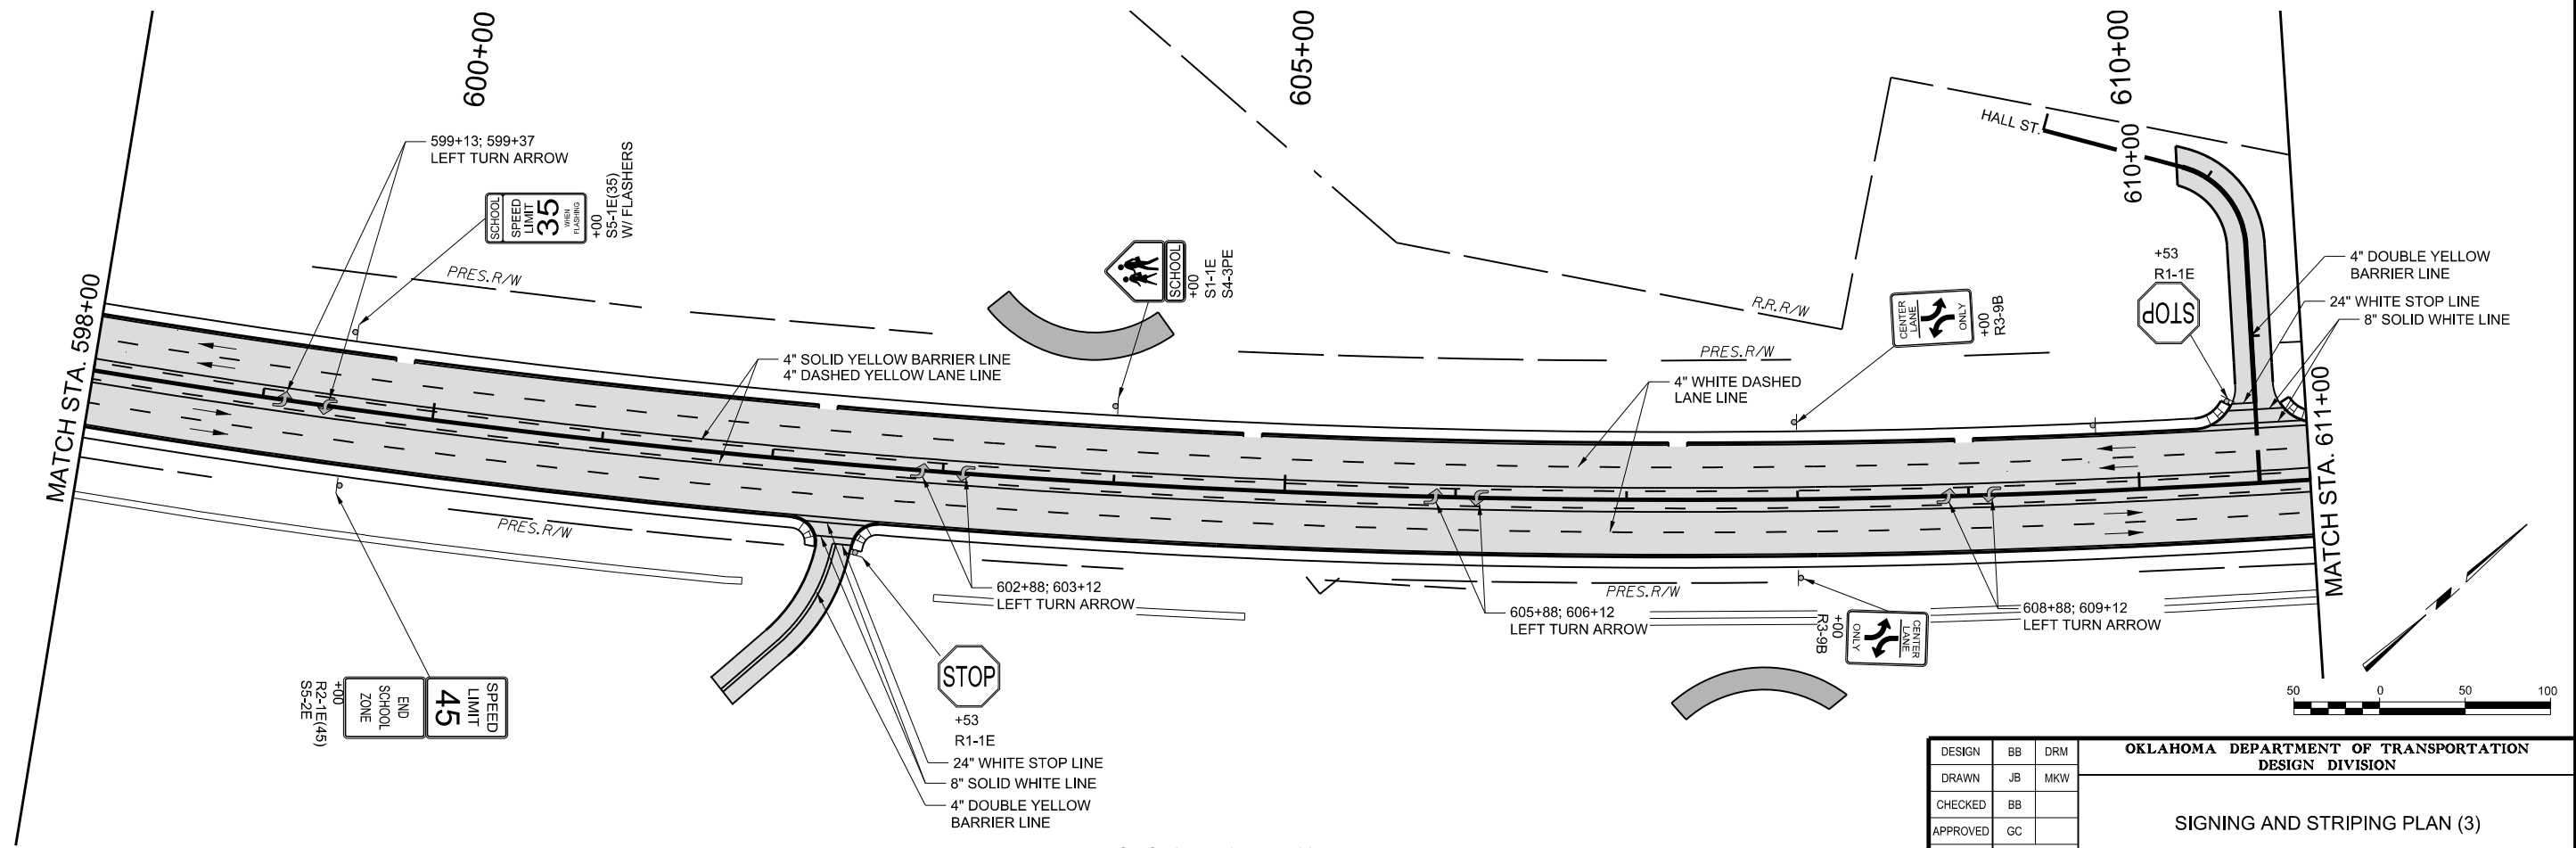 600+00
605+00
610+00
HALL ST.
610+00
599+13; 599+37
LEFT TURN ARROW
SCHOOL
SPEED
LIMIT
35
WHEN
FLASHING
+00
S5-1E(35)
W/ FLASHERS
PRES.R/W
SCHOOL
+00
S1-1E
S4-3PE
R.R.R/W
CENTER
LANE
ONLY
+00
R3-9B
+53
R1-1E
STOP
4" DOUBLE YELLOW
BARRIER LINE
24" WHITE STOP LINE
8" SOLID WHITE LINE
MATCH STA. 598+00
4" SOLID YELLOW BARRIER LINE
4" DASHED YELLOW LANE LINE
PRES.R/W
4" WHITE DASHED
LANE LINE
MATCH STA. 611+00
PRES.R/W
602+88; 603+12
LEFT TURN ARROW
PRES.R/W
605+88; 606+12
LEFT TURN ARROW
+00
R3-9B
CENTER
LANE
ONLY
608+88; 609+12
LEFT TURN ARROW
SPEED
LIMIT
45
END
SCHOOL
ZONE
+00
R2-1E(45)
S5-2E
STOP
+53
R1-1E
24" WHITE STOP LINE
8" SOLID WHITE LINE
4" DOUBLE YELLOW
BARRIER LINE
50 0 50 100
DESIGN BB DRM
DRAWN JB MKW
CHECKED BB
APPROVED GC
OKLAHOMA DEPARTMENT OF TRANSPORTATION
DESIGN DIVISION
SIGNING AND STRIPING PLAN (3)